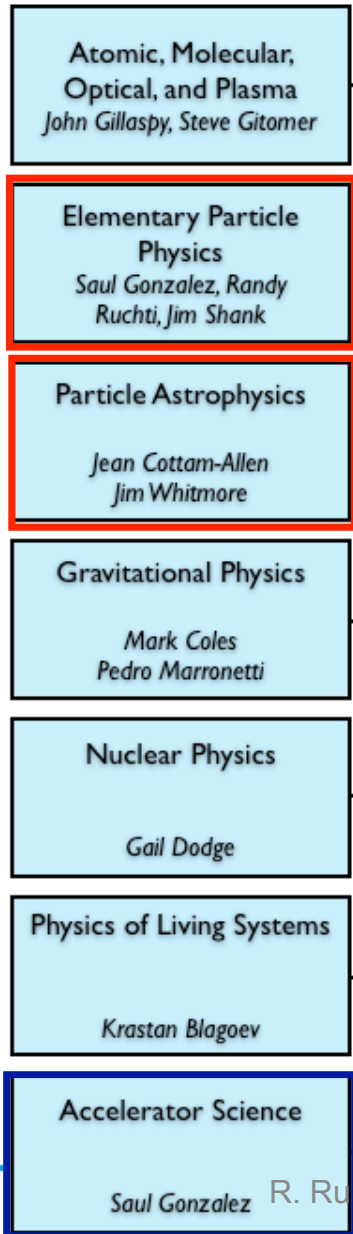 Atomic, Molecular,
Optical, and Plasma
John Gillaspy, Steve Gitomer
Elementary Particle
Physics
Saul Gonzalez, Randy
Ruchti, Jim Shank
Particle Astrophysics
Jean Cottam-Allen
Jim Whitmore
Gravitational Physics
Mark Coles
Pedro Marronetti
Nuclear Physics
Gail Dodge
Physics of Living Systems
Krastan Blagoev
Accelerator Science
Saul Gonzalez
R. Ru